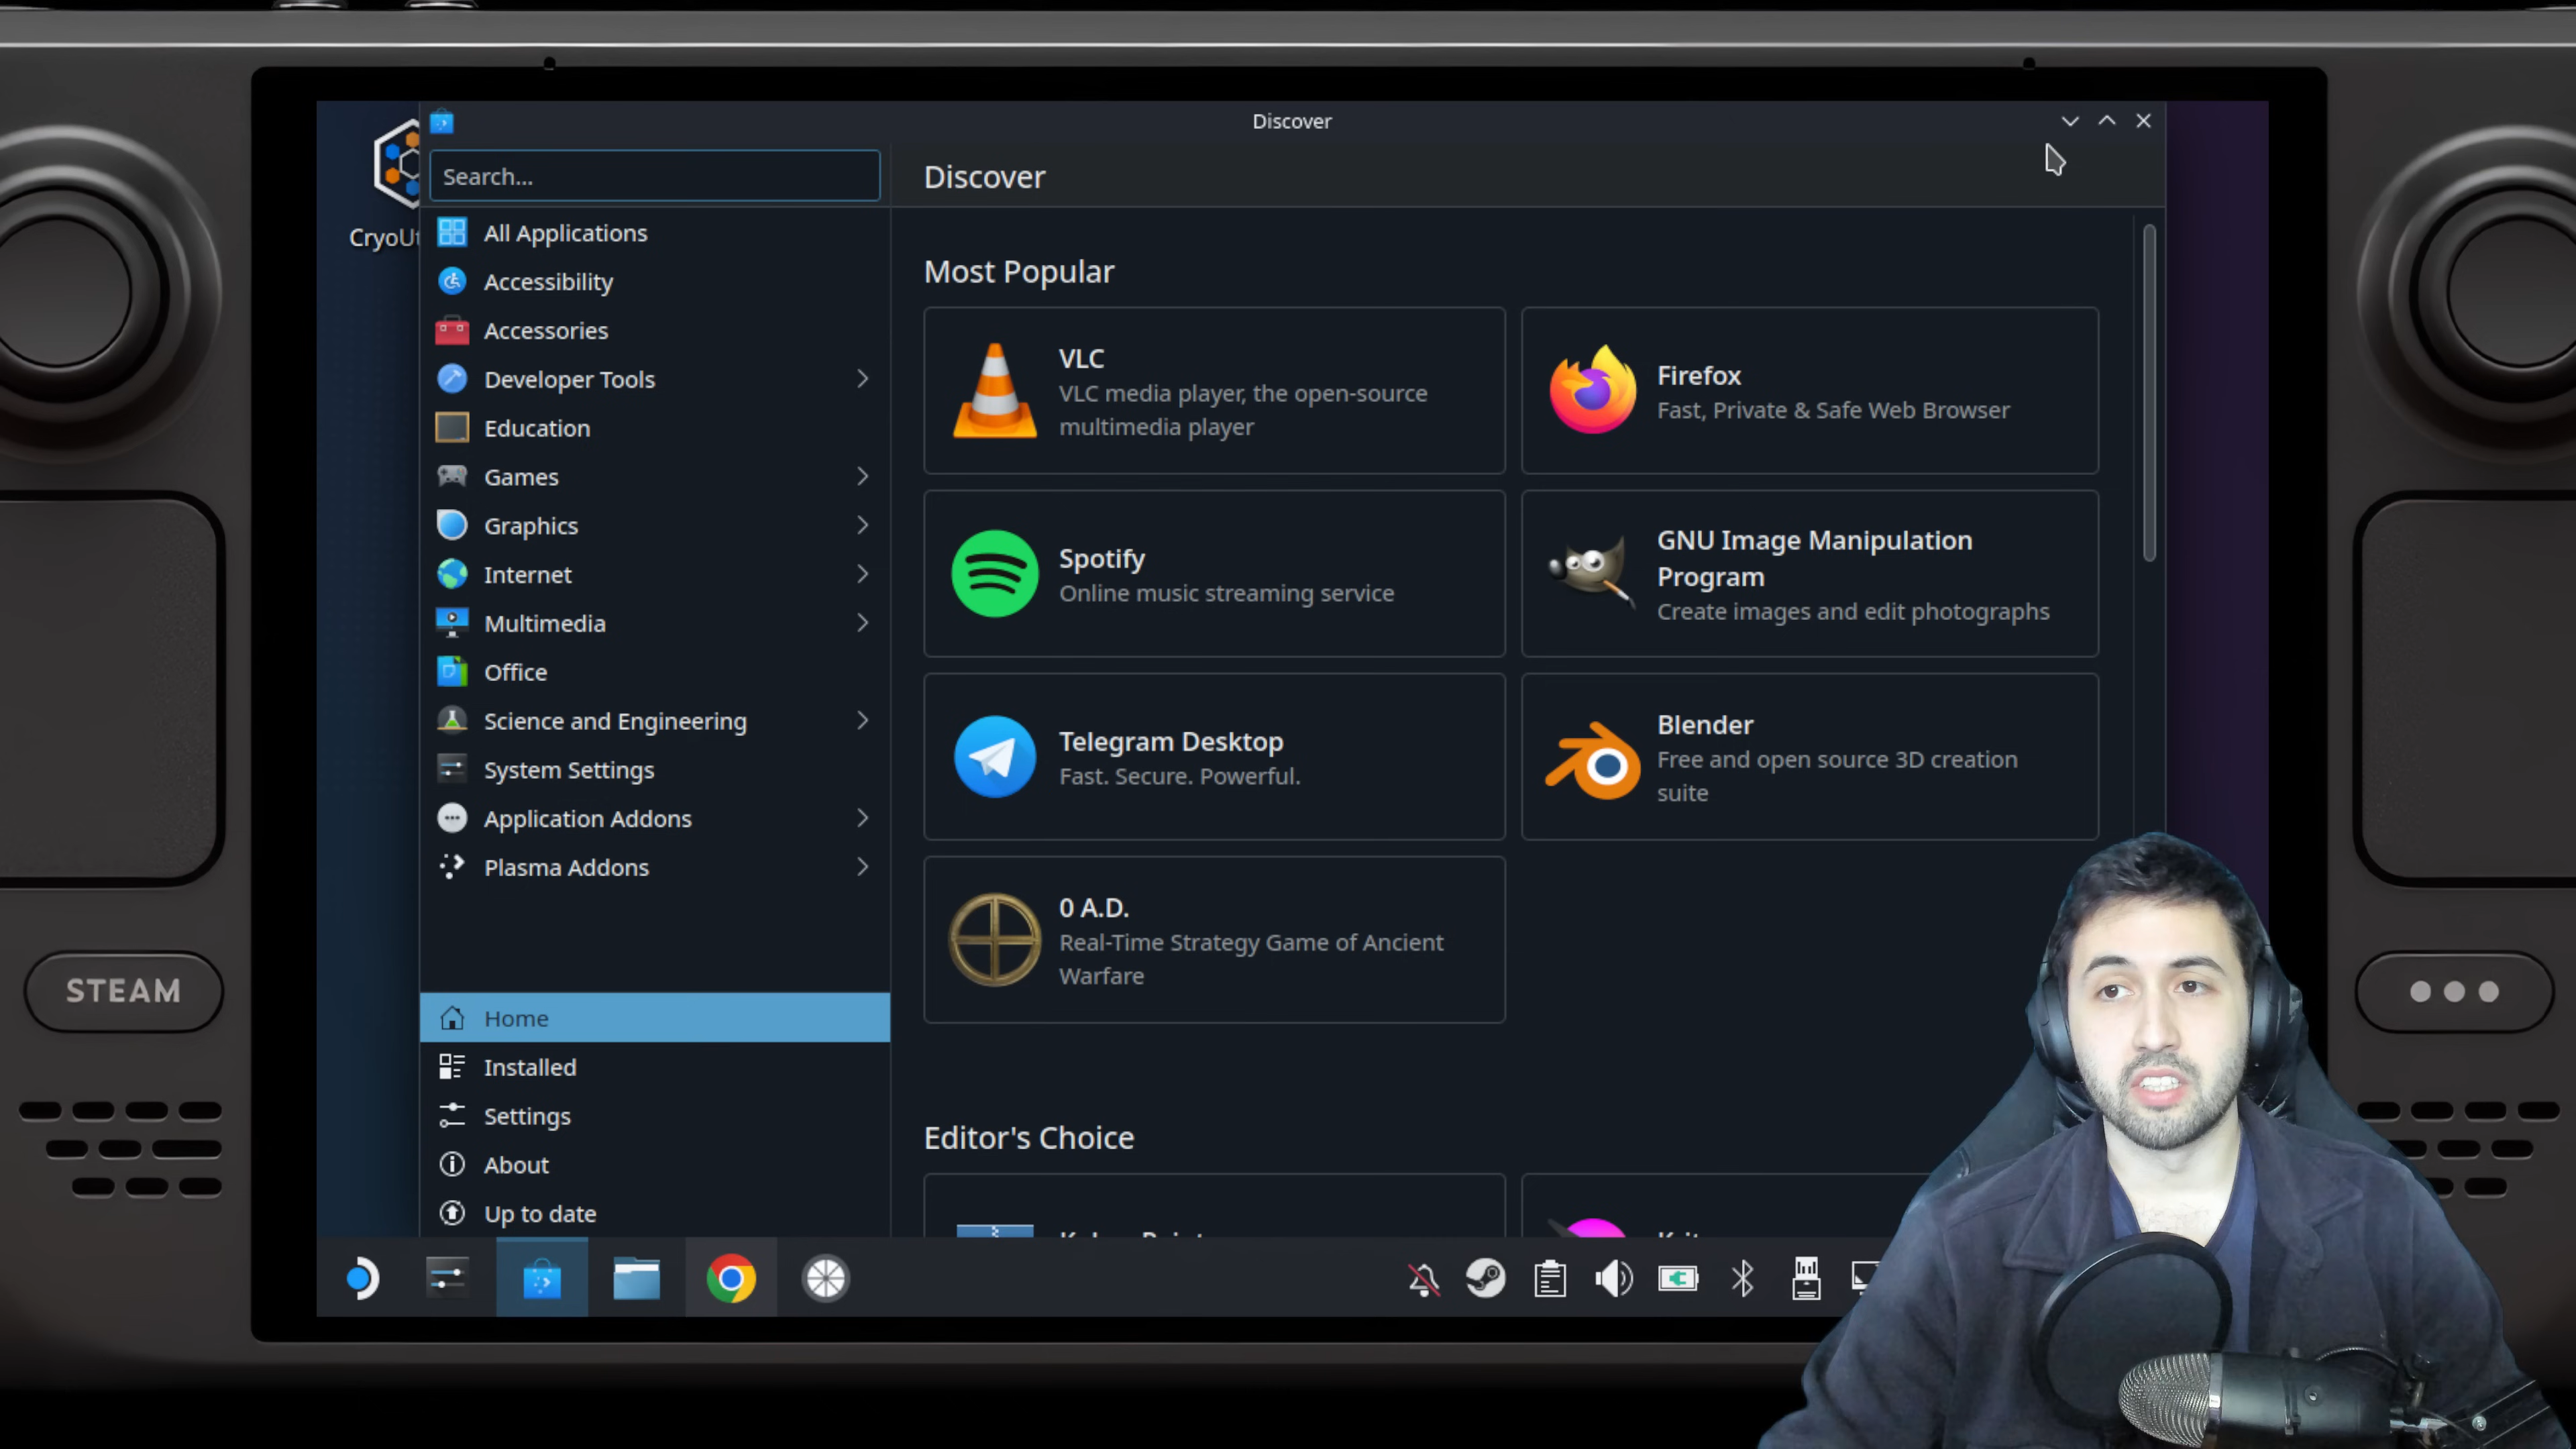 Discover
CryoUt
Search...
Discover
All Applications
Accessibility
Accessories
Developer Tools
Education
Games
Graphics
Internet
Multimedia
Office
Science and Engineering
System Settings
Application Addons
Plasma Addons
Home
Installed
Settings
About
Up to date
Most Popular
VLC
VLC media player, the open-source
multimedia player
Firefox
Fast, Private & Safe Web Browser
Spotify
Online music streaming service
GNU Image Manipulation
Program
Create images and edit photographs
Telegram Desktop
Fast. Secure. Powerful.
Blender
Free and open source 3D creation
suite
0 A.D.
Real-Time Strategy Game of Ancient
Warfare
Editor's Choice
STEAM